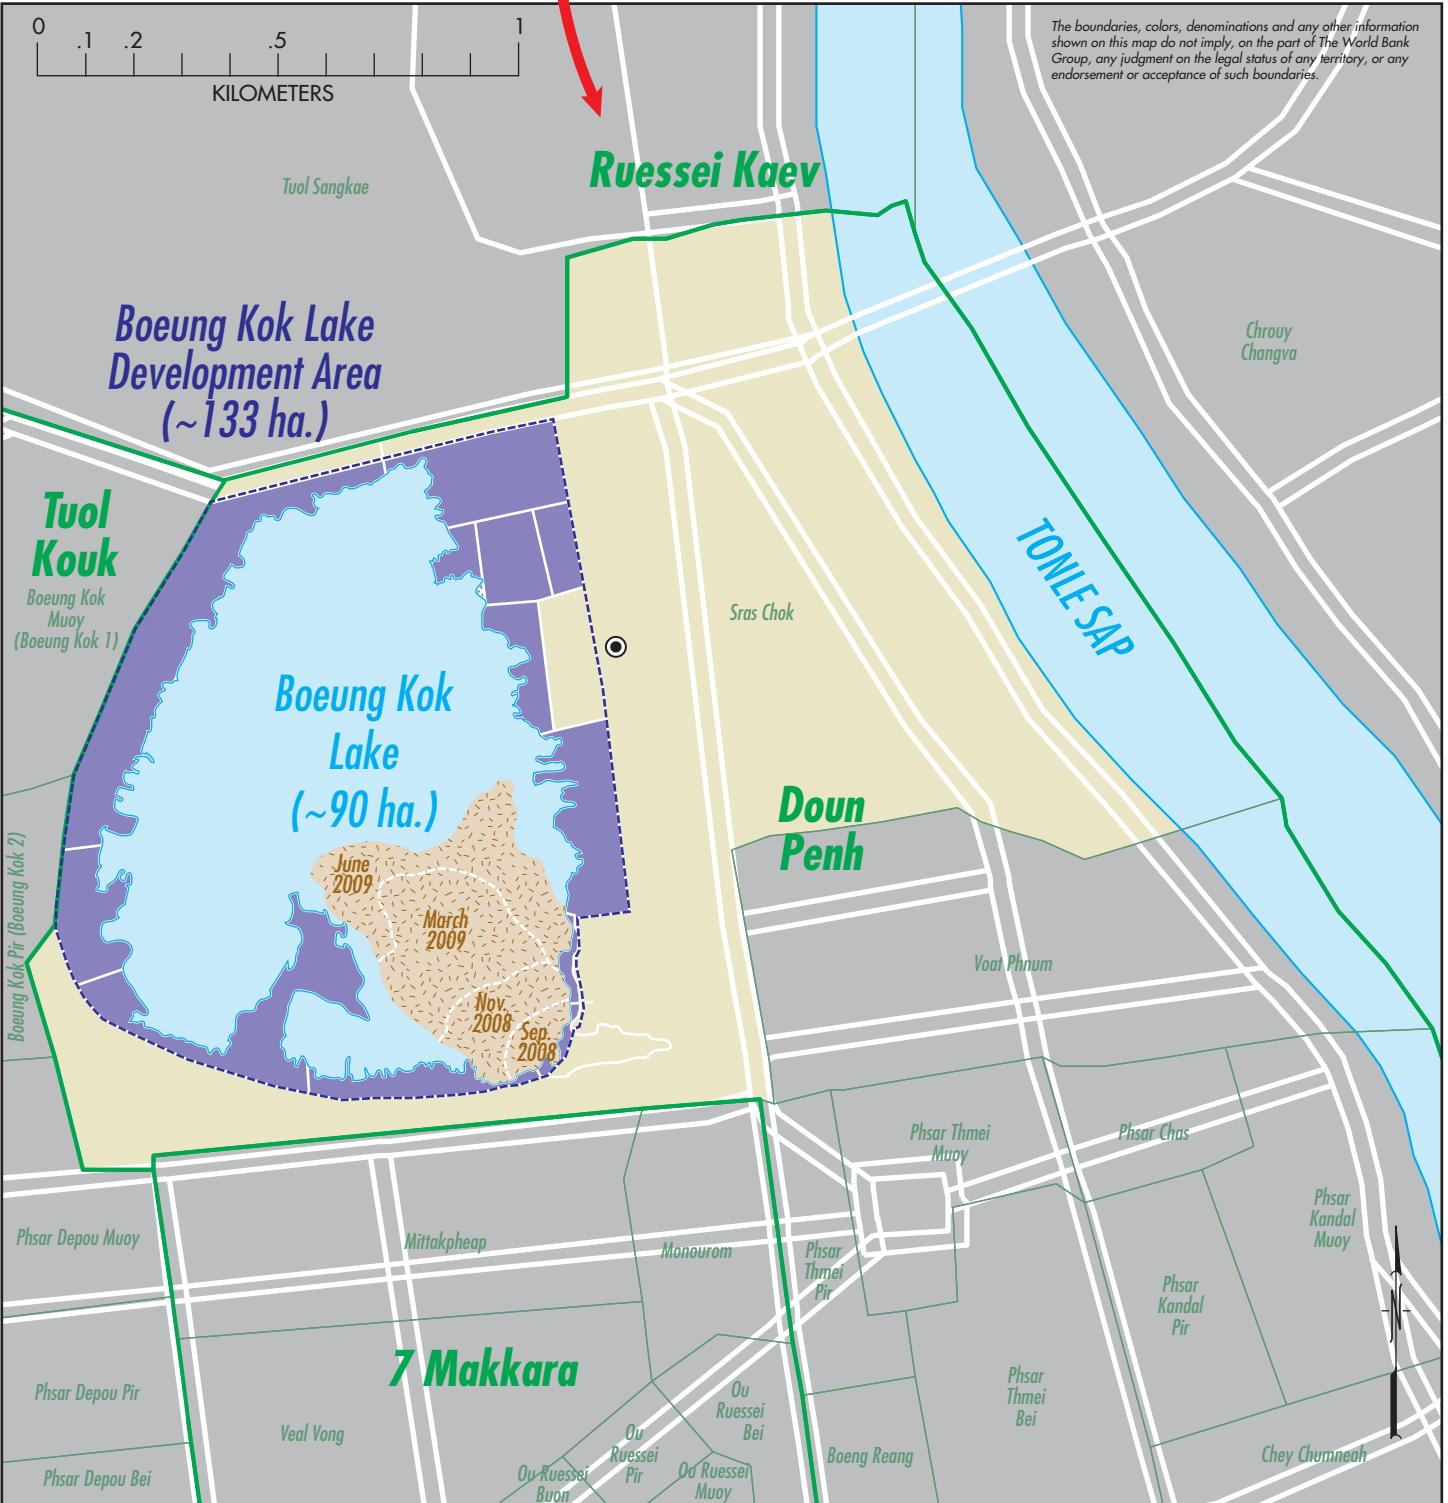 0 .1 .2 .5 1
KILOMETERS
The boundaries, colors, denominations and any other information
shown on this map do not imply, on the part of The World Bank
Group, any judgment on the legal status of any territory, or any
endorsement or acceptance of such boundaries.
Ruessei Kaev
Tuol Sangkae
Boeung Kok Lake
Development Area
(~133 ha.)
Chrouy
Changva
Tuol
Kouk
Boeung Kok
Muoy
(Boeung Kok 1)
TONLE SAP
Sras Chok
Boeung Kok
Lake
(~90 ha.)
Doun
Penh
Boeung Kok Pir (Boeung Kok 2)
June
2009
March
2009
Nov.
2008
Sep.
2008
Voat Phnum
Phsar Thmei
Muoy
Phsar Chas
Phsar
Kandal
Muoy
Phsar Depou Muoy
Mittakpheap
Monourom
Phsar
Thmei
Pir
Phsar
Kandal
Pir
N
7 Makkara
Phsar Depou Pir
Veal Vong
Ou
Ruessei
Bei
Phsar
Thmei
Bei
Ou
Ruessei
Pir
Boeng Reang
Chey Chumneah
Phsar Depou Bei
Ou Ruessei
Buon
Ou Ruessei
Muoy